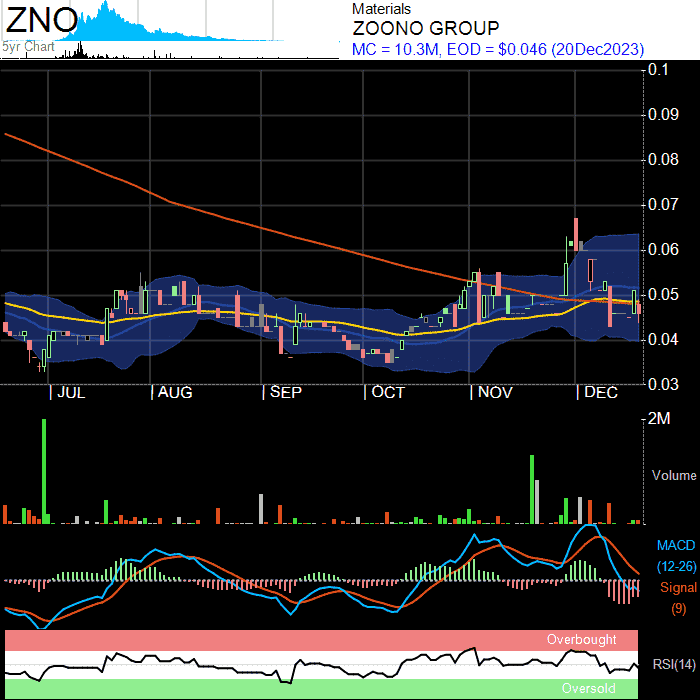 ZNO
5yr Chart
Materials
ZOONO GROUP
MC = 10.3M, EOD = $0.046 (20Dec2023)
0.1
0.09
0.08
0.07
0.06
0.05
0.04
0.03
JUL
AUG
SEP
OCT
NOV
DEC
2M
Volume
MACD
(12-26)
Signal
(9)
Overbought
RSI(14)
Oversold